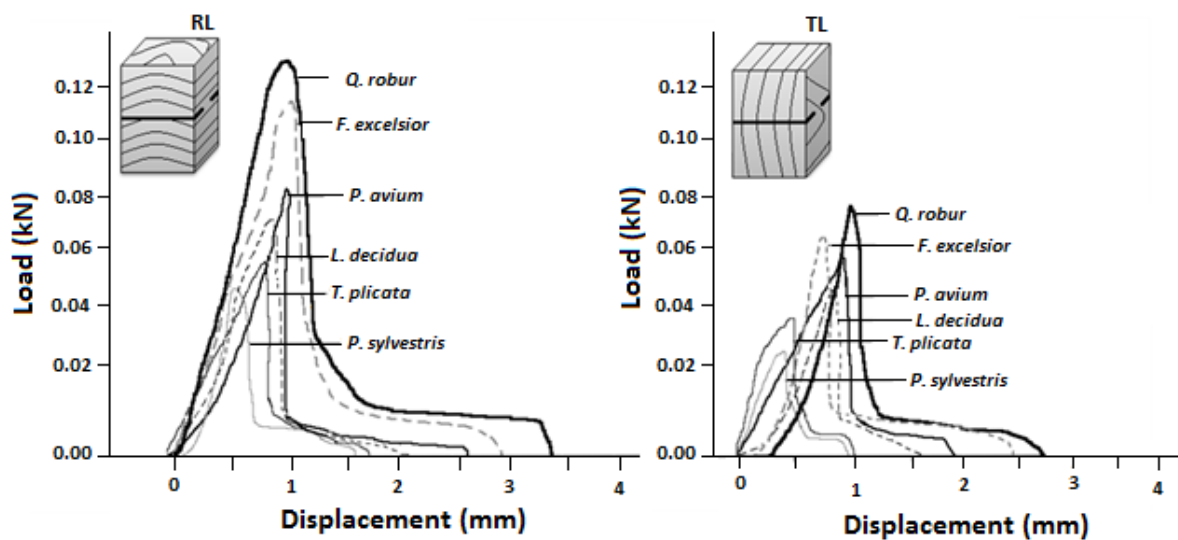 RL
0.12
0.10
0.08
0.06
0.04
0.02
0.00
Load (kN)
Q. robur
F. excelsior
P. avium
L. decidua
T. plicata
P. sylvestris
0 1 2 3 4
Displacement (mm)
TL
0.12
0.10
0.08
0.06
0.04
0.02
0.00
Load (kN)
Q. robur
F. excelsior
P. avium
L. decidua
T. plicata
P. sylvestris
0 1 2 3 4
Displacement (mm)